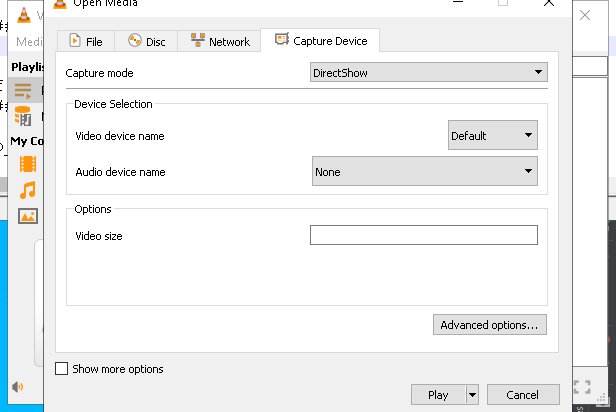 Open Media
Medi
File
Disc
Network
Capture Device
Playlis
Capture mode
DirectShow
Device Selection
Video device name
Default
My Co
Audio device name
None
Options
Video size
Advanced options...
Show more options
Play
Cancel